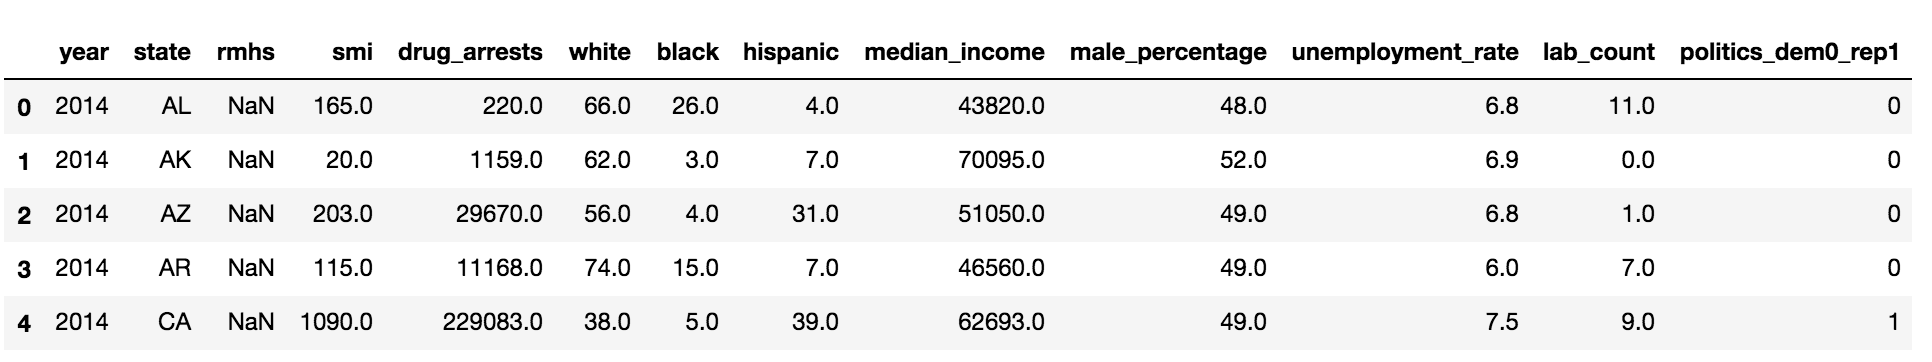 year state rmhs smi drug_arrests white black hispanic median_income male_percentage unemployment_rate lab_count politics_dem0_rep1
0 2014 AL NaN 165.0 220.0 66.0 26.0 4.0 43820.0 48.0 6.8 11.0 0
1 2014 AK NaN 20.0 1159.0 62.0 3.0 7.0 70095.0 52.0 6.9 0.0 0
2 2014 AZ NaN 203.0 29670.0 56.0 4.0 31.0 51050.0 49.0 6.8 1.0 0
3 2014 AR NaN 115.0 11168.0 74.0 15.0 7.0 46560.0 49.0 6.0 7.0 0
4 2014 CA NaN 1090.0 229083.0 38.0 5.0 39.0 62693.0 49.0 7.5 9.0 1